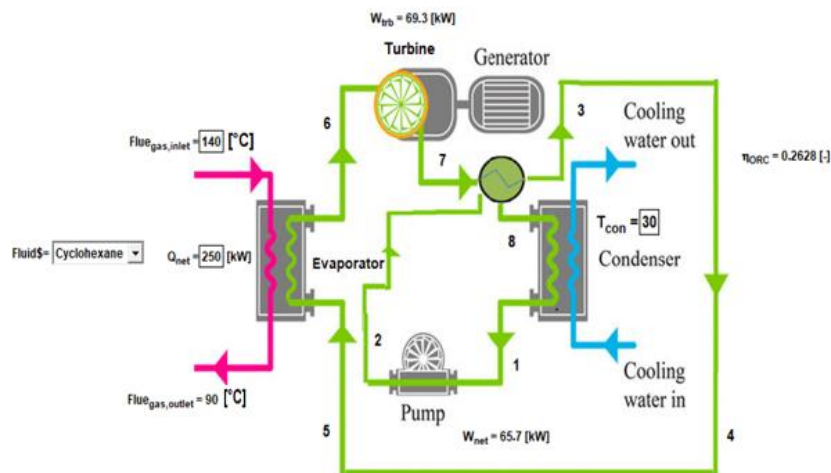 W_trb = 69.3 [kW]
Turbine
Generator
3
6
Cooling
water out
Flue_gas,inlet = 140 [°C]
7
η_ORC = 0.2628 [-]
8
T_con = 30
Fluid$= Cyclohexane
Q_net = 250 [kW]
Evaporator
Condenser
2
1
Cooling
water in
Pump
Flue_gas,outlet = 90 [°C]
5
W_net = 65.7 [kW]
4